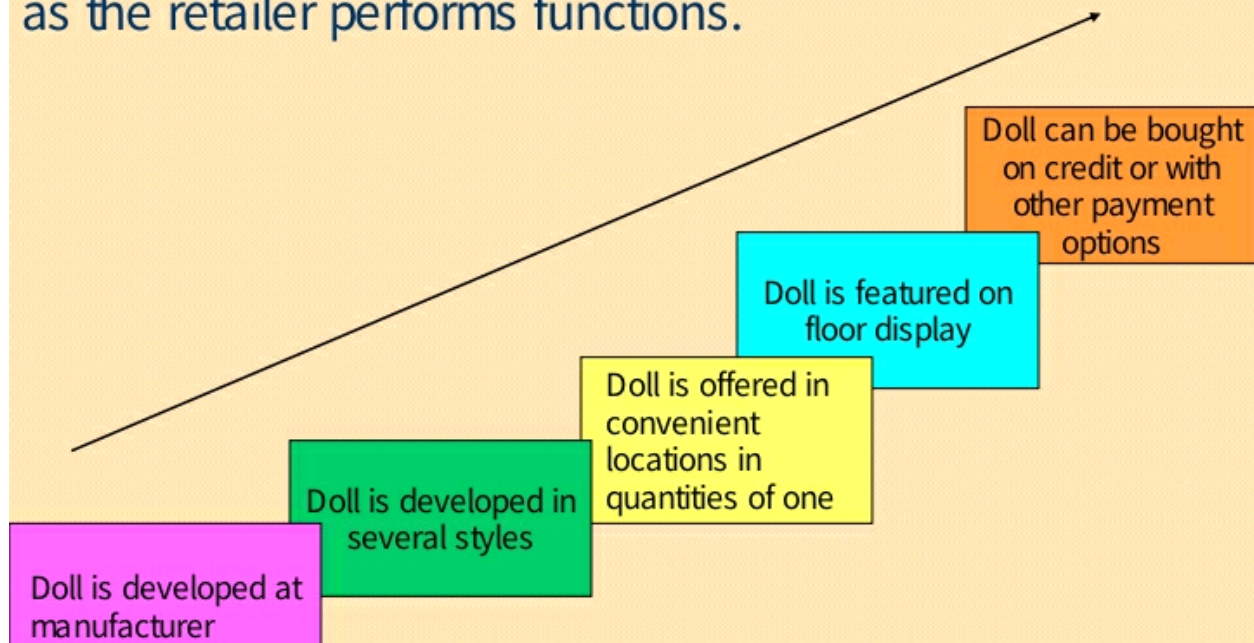 as the retailer performs functions.
Doll can be bought
on credit or with
other payment
options
Doll is featured on
floor display
Doll is offered in
convenient
locations in
quantities of one
Doll is developed in
several styles
Doll is developed at
manufacturer